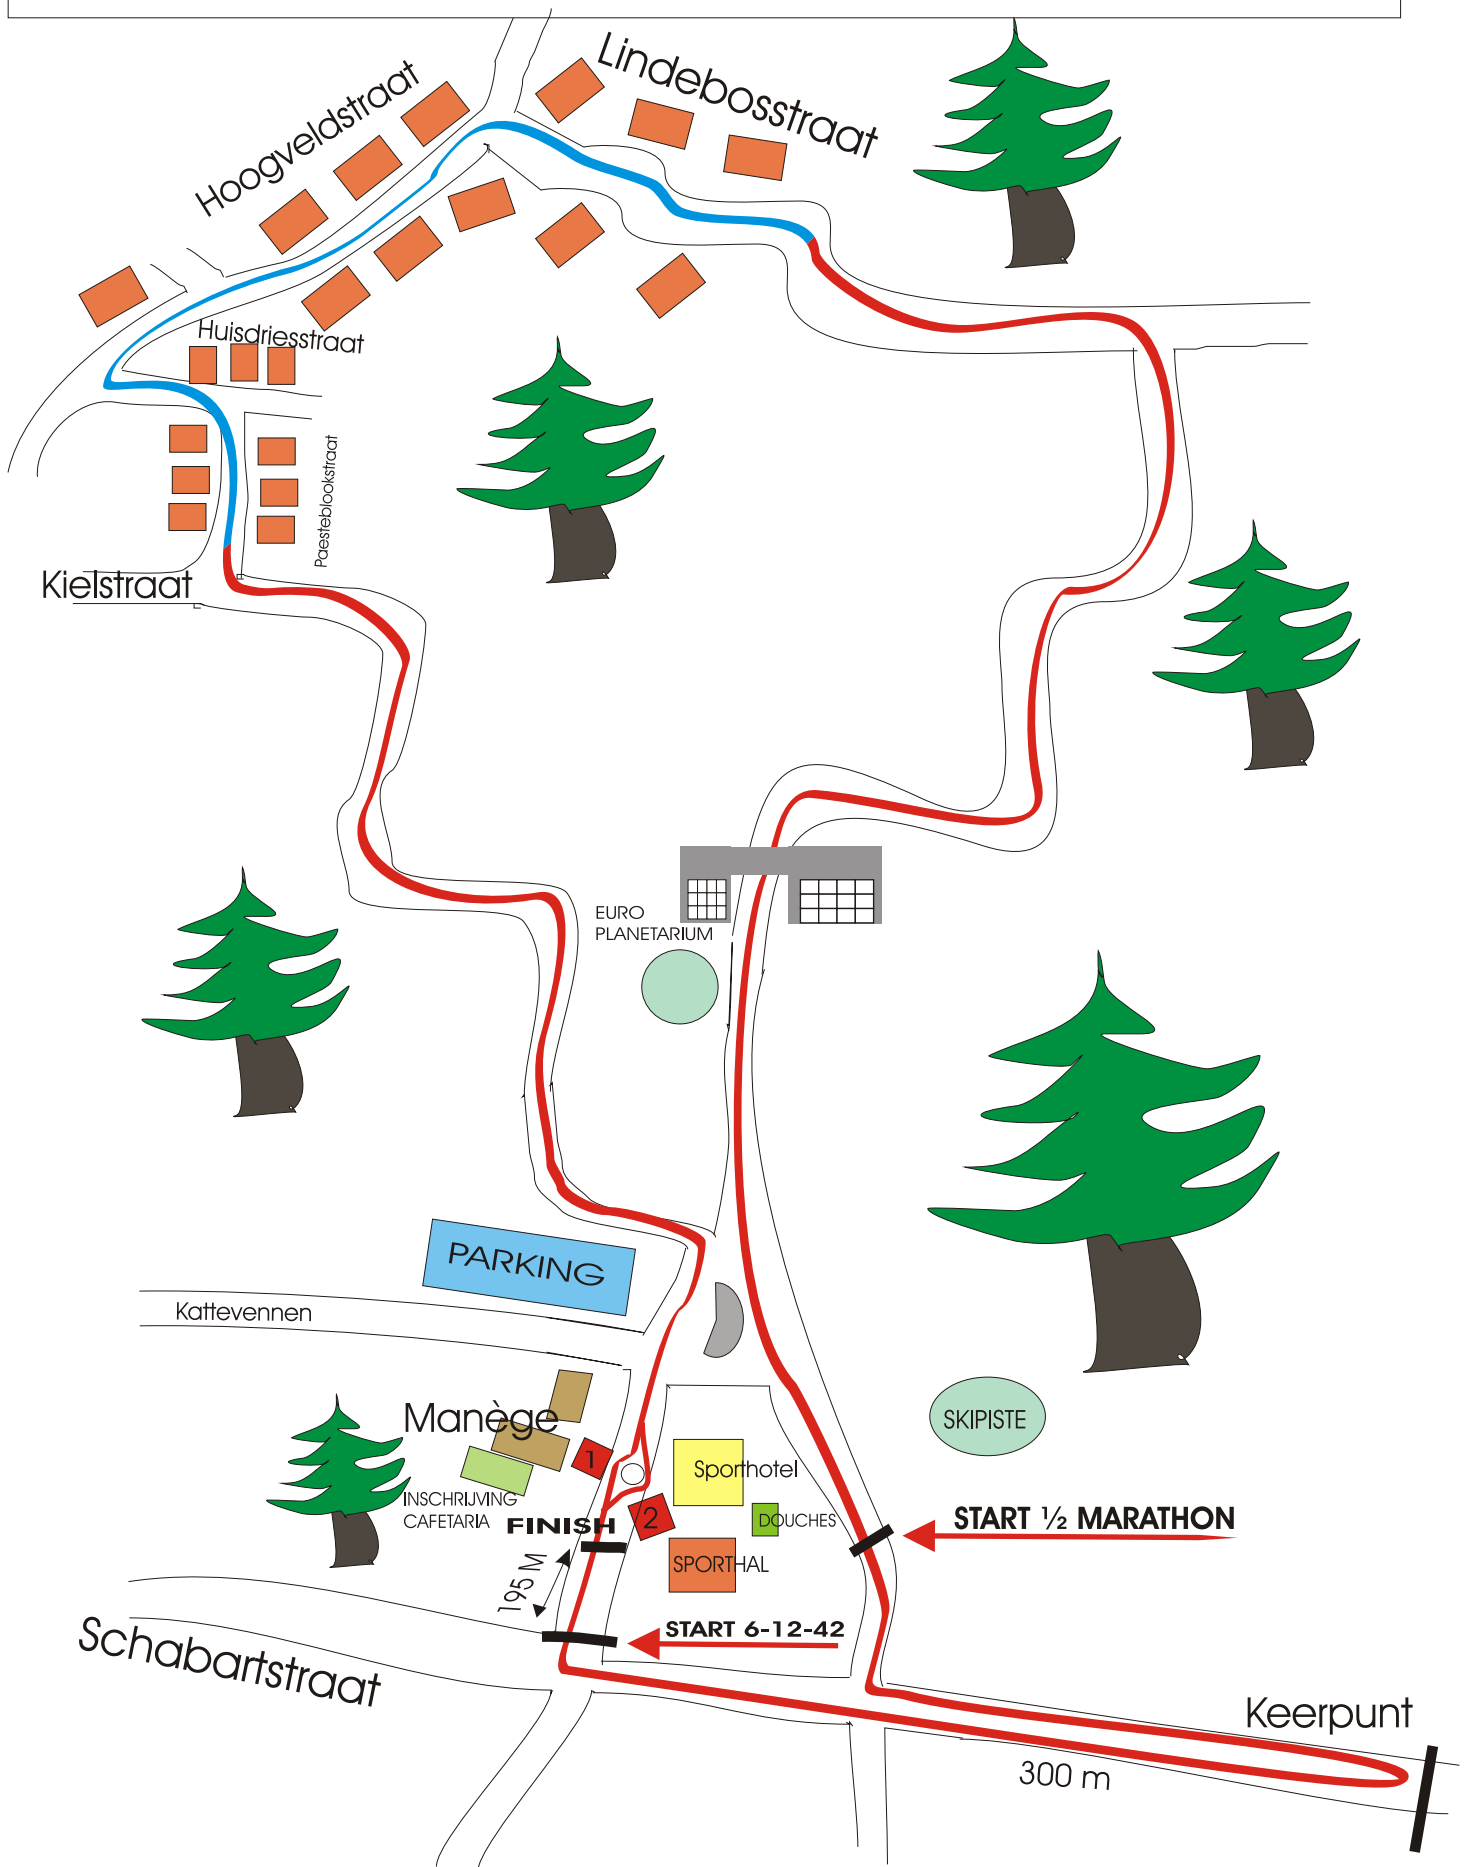 Lindebosstraat
Hoogveldstraat
Huisdriesstraat
Paesteblookstraat
Kielstraat
EURO
PLANETARIUM
PARKING
Kattevennen
Manège
1
SKIPISTE
Sporthotel
INSCHRIJVING
CAFETARIA
FINISH
2
DOUCHES
START ½ MARATHON
SPORTHAL
195 M
START 6-12-42
Schabartstraat
Keerpunt
300 m